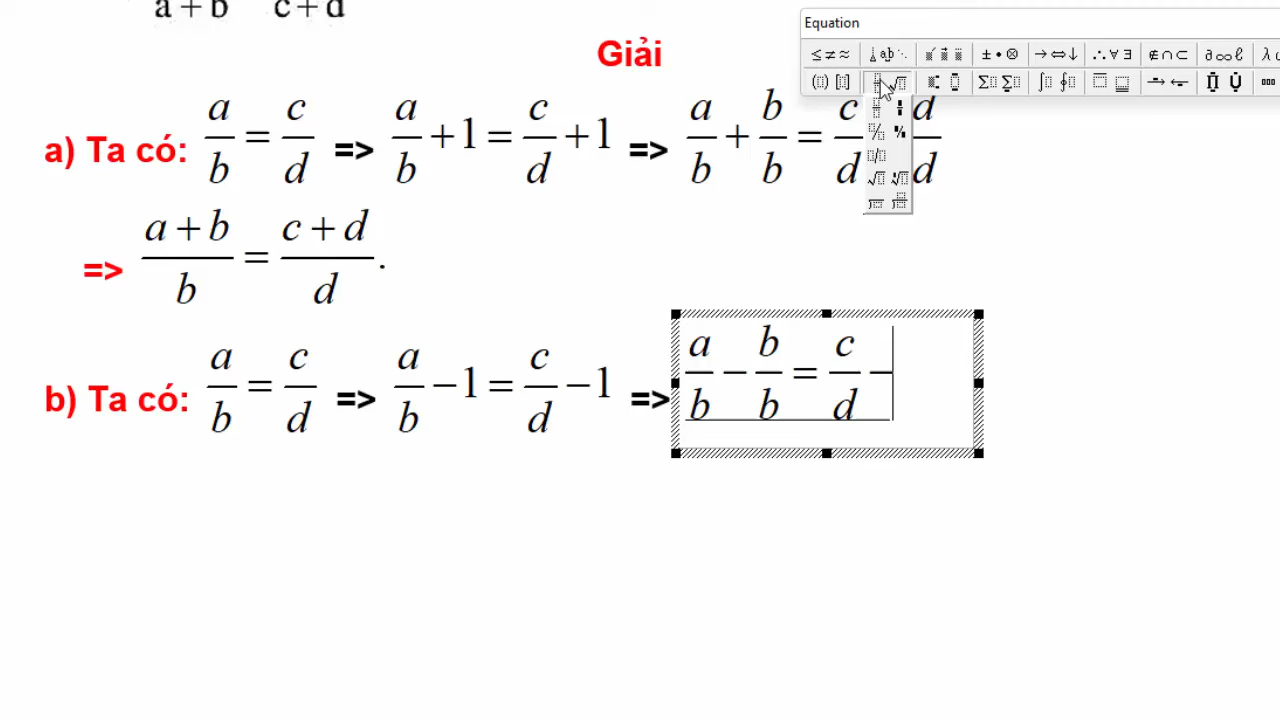 a + b   c + d
Equation
Giải
a) Ta có: a/b = c/d => a/b + 1 = c/d + 1 => a/b + b/b = c/d d/d
=> (a + b)/b = (c + d)/d.
b) Ta có: a/b = c/d => a/b − 1 = c/d − 1 => a/b − b/b = c/d −